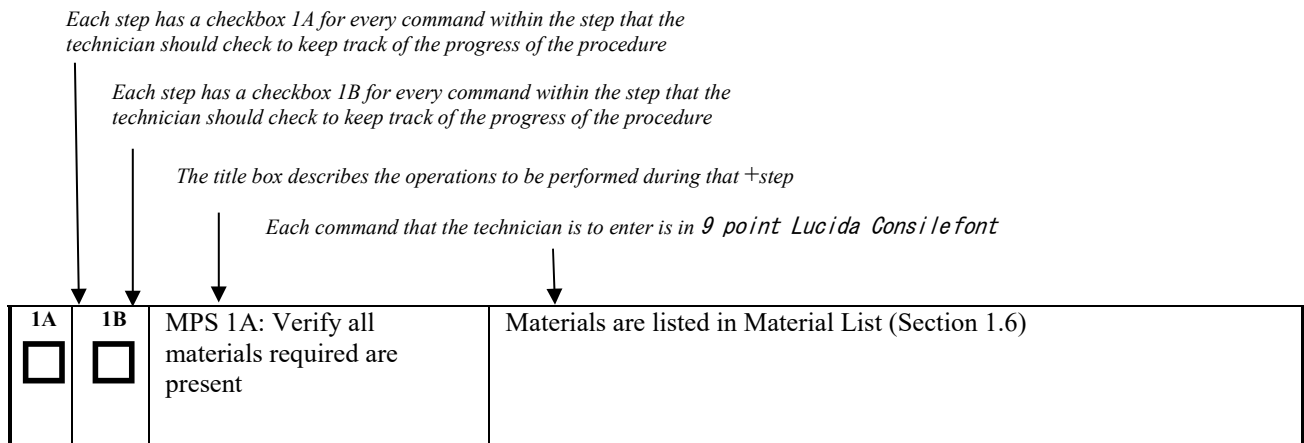 Each step has a checkbox 1A for every command within the step that the
technician should check to keep track of the progress of the procedure
Each step has a checkbox 1B for every command within the step that the
technician should check to keep track of the progress of the procedure
The title box describes the operations to be performed during that +step
Each command that the technician is to enter is in 9 point Lucida Consilefont
1A
1B
MPS 1A: Verify all
materials required are
present
Materials are listed in Material List (Section 1.6)